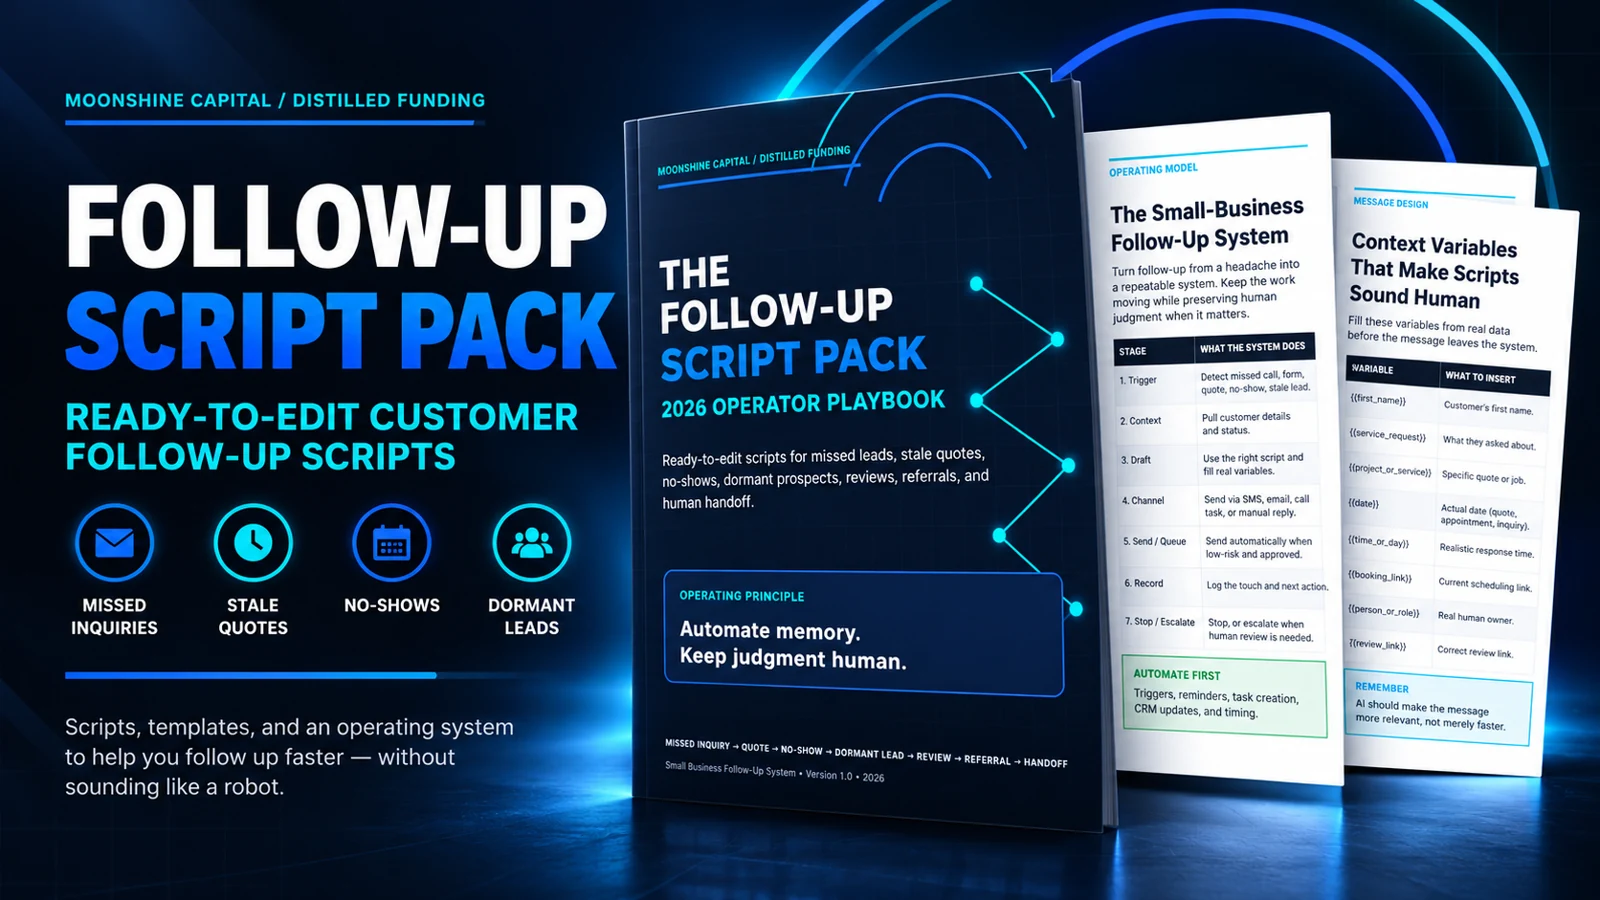 MOONSHINE CAPITAL / DISTILLED FUNDING
FOLLOW-UP
SCRIPT PACK
READY-TO-EDIT CUSTOMER
FOLLOW-UP SCRIPTS
MISSED
INQUIRIES
STALE
QUOTES
NO-SHOWS
DORMANT
LEADS
Scripts, templates, and an operating system
to help you follow up faster — without
sounding like a robot.
MOONSHINE CAPITAL / DISTILLED FUNDING
THE
FOLLOW-UP
SCRIPT PACK
2026 OPERATOR PLAYBOOK
Ready-to-edit scripts for missed leads, stale quotes,
no-shows, dormant prospects, reviews, referrals, and
human handoff.
OPERATING PRINCIPLE
Automate memory.
Keep judgment human.
MISSED INQUIRY → QUOTE → NO-SHOW → DORMANT LEAD → REVIEW → REFERRAL → HANDOFF
Small Business Follow-Up System • Version 1.0 • 2026
OPERATING MODEL
The Small-Business
Follow-Up System
Turn follow-up from a headache into
a repeatable system. Keep the work
moving while preserving human
judgment when it matters.
STAGE WHAT THE SYSTEM DOES
1. Trigger Detect missed call, form,
quote, no-show, stale lead.
2. Context Pull customer details
and status.
3. Draft Use the right script and
fill real variables.
4. Channel Send via SMS, email, call
task, or manual reply.
5. Send / Queue Send automatically when
low-risk and approved.
6. Record Log the touch and next action.
7. Stop / Escalate Stop, or escalate when
human review is needed.
AUTOMATE FIRST
Triggers, reminders, task creation,
CRM updates, and timing.
MESSAGE DESIGN
Context Variables
That Make Scripts
Sound Human
Fill these variables from real data
before the message leaves the system.
VARIABLE WHAT TO INSERT
{{first_name}} Customer's first name.
{{service_request}} What they asked about.
{{project_or_service}} Specific quote or job.
{{date}} Actual date (quote,
appointment, inquiry).
{{time_or_day}} Realistic response time.
{{booking_link}} Current scheduling link.
{{person_or_role}} Real human owner.
{{review_link}} Correct review link.
REMEMBER
AI should make the message
more relevant, not merely faster.